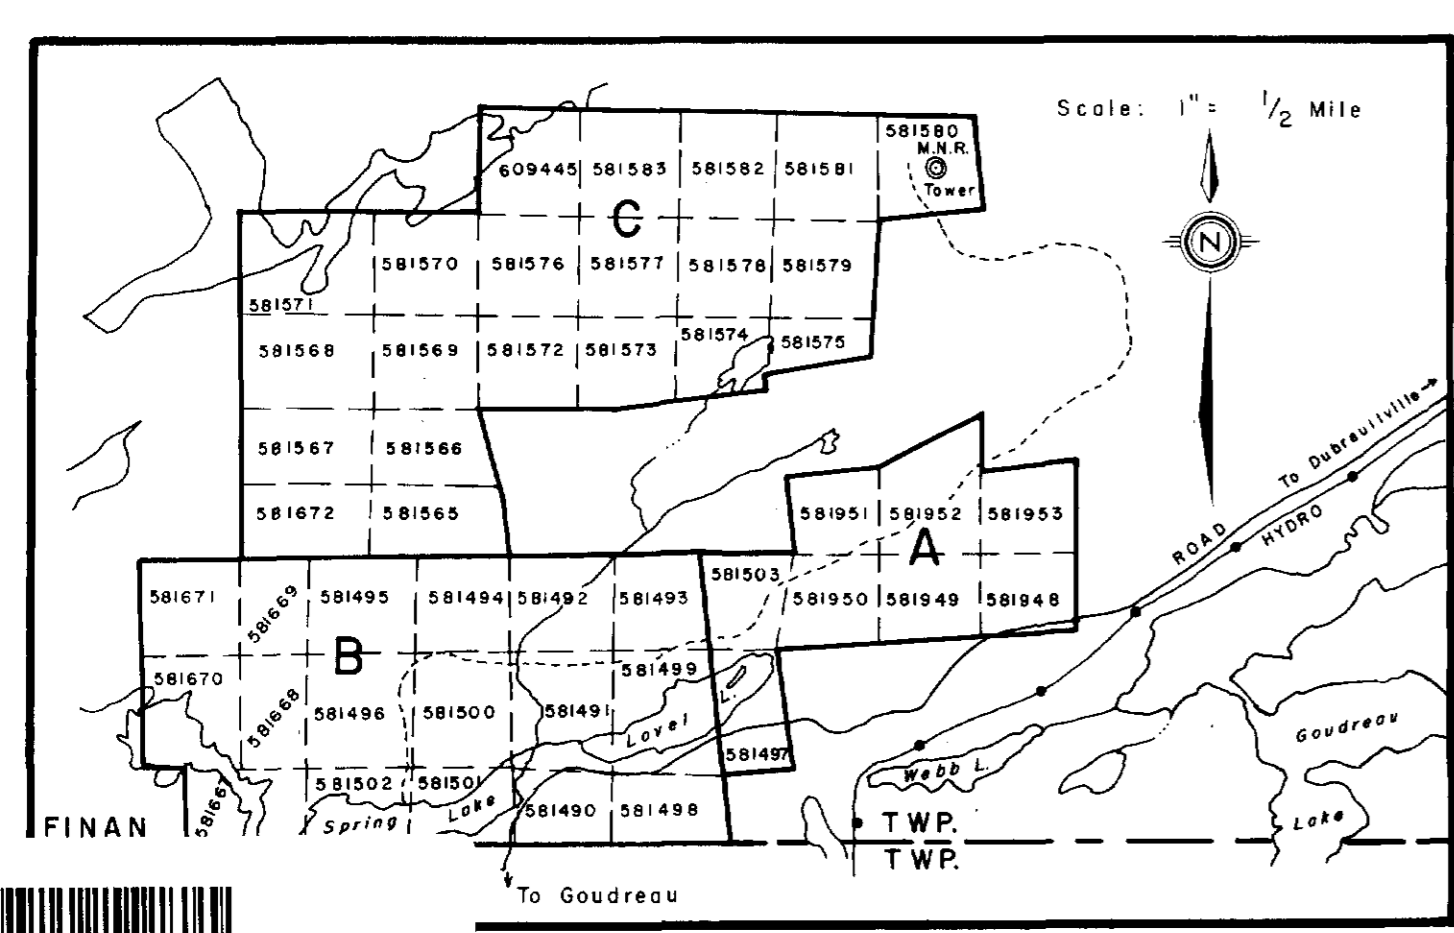 Scale: 1" = 1/2 Mile
581580
M.N.R.
Tower
609445 581583 581582 581581
C
N
581570 581576 581577 581578 581579
581571
581568 581569 581572 581573 581574 581575
To Dubreuilville
581567 581566
581672 581565
581951 581952 581953
ROAD
HYDRO
A
581503
581671 581669 581495 581494 581492 581493
581950 581949 581948
B
581670 581499
581668 581496 581500 581491
Lovel L.
Goudreau
581497
Webb L.
581502 581501
581667
Spring Lake
581490 581498
Lake
FINAN
TWP.
TWP.
To Goudreau